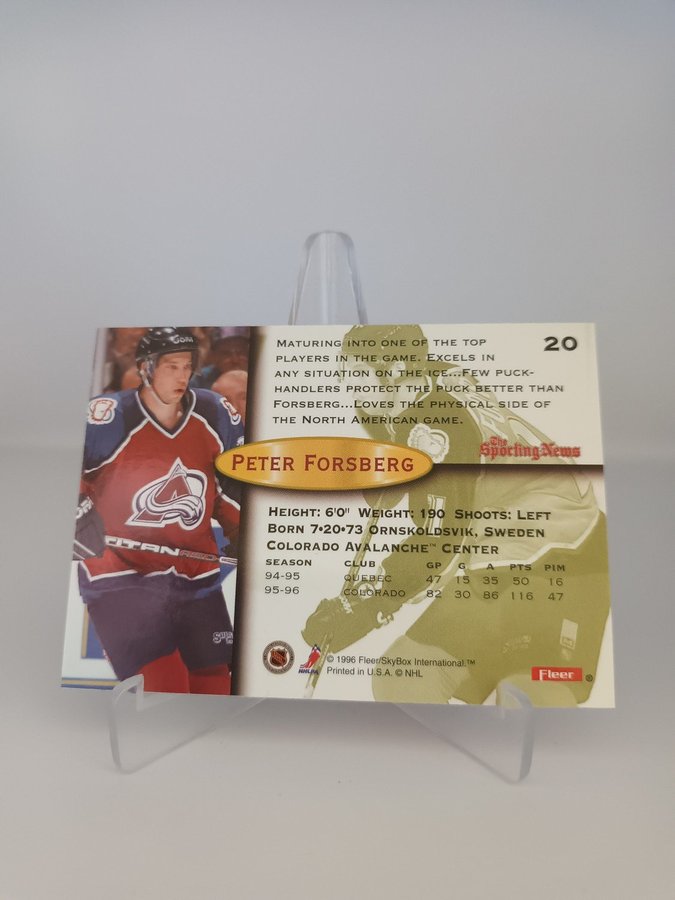 MATURING INTO ONE OF THE TOP
PLAYERS IN THE GAME. EXCELS IN
ANY SITUATION ON THE ICE...FEW PUCK-
HANDLERS PROTECT THE PUCK BETTER THAN
FORSBERG...LOVES THE PHYSICAL SIDE OF
THE NORTH AMERICAN GAME.
20
The Sporting News
PETER FORSBERG
HEIGHT: 6'0" WEIGHT: 190 SHOOTS: LEFT
BORN 7•20•73 ORNSKOLDSVIK, SWEDEN
COLORADO AVALANCHE™ CENTER
SEASON CLUB GP G A PTS PIM
94-95 QUEBEC 47 15 35 50 16
95-96 COLORADO 82 30 86 116 47
© 1996 Fleer/SkyBox International.™
Printed in U.S.A. © NHL
Fleer ®
TITAN